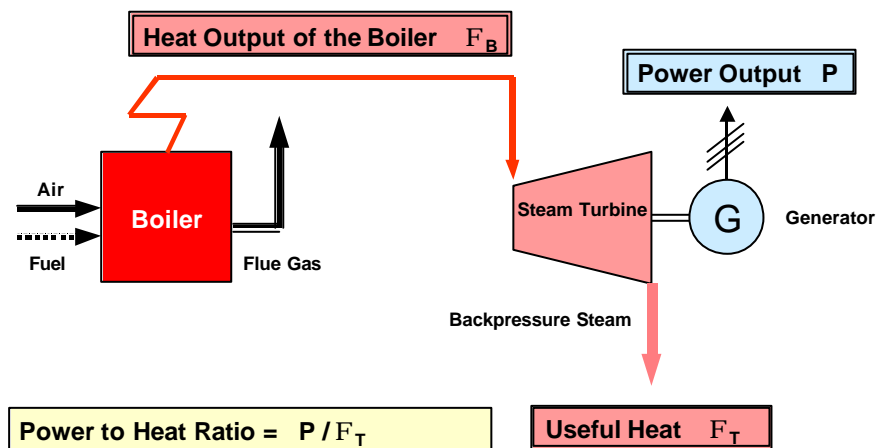 Heat Output of the Boiler F_B
Power Output P
Air
Boiler
Steam Turbine
G
Generator
Fuel
Flue Gas
Backpressure Steam
Power to Heat Ratio = P / F_T
Useful Heat F_T